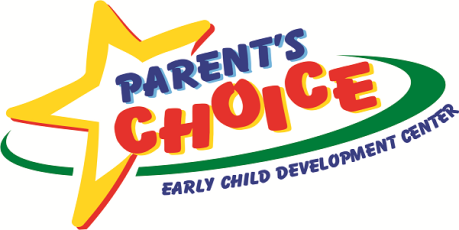 PARENT'S
CHOICE
EARLY CHILD DEVELOPMENT CENTER